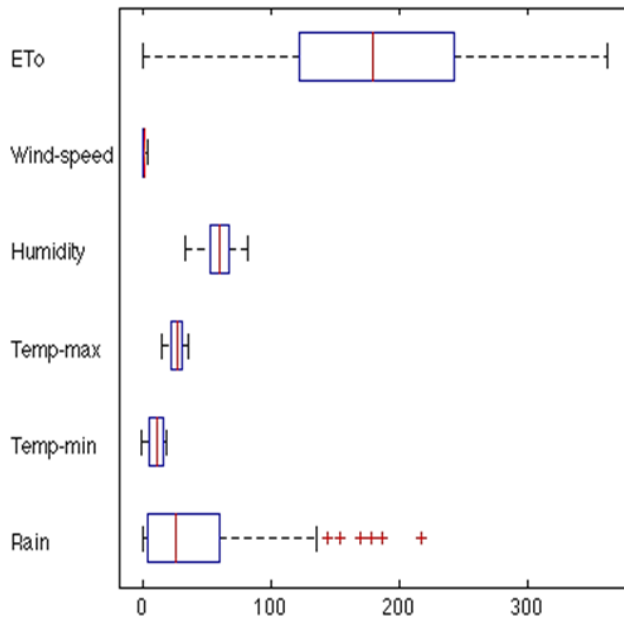 ETo
Wind-speed
Humidity
Temp-max
Temp-min
Rain
0 100 200 300